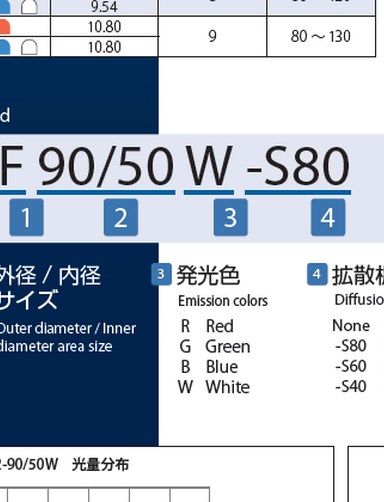 9.54
10.80
9
80 ～ 130
10.80
d
F 90/50 W -S80
1 2 3 4
外径 / 内径
サイズ
Outer diameter / Inner
diameter area size
3 発光色
Emission colors
R Red
G Green
B Blue
W White
4 拡散
Diffusio
None
-S80
-S60
-S40
2-90/50W 光量分布